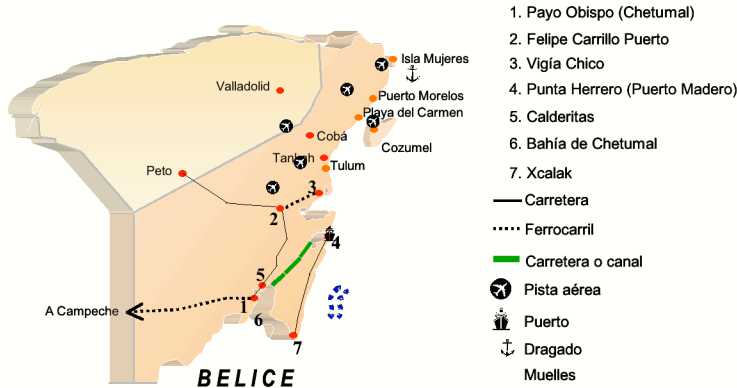 Isla Mujeres
Valladolid
Puerto Morelos
Playa del Carmen
Cobá
Cozumel
Tankah
Tulum
Peto
3
2
4
5
1
A Campeche
6
7
BELICE
1. Payo Obispo (Chetumal)
2. Felipe Carrillo Puerto
3. Vigía Chico
4. Punta Herrero (Puerto Madero)
5. Calderitas
6. Bahía de Chetumal
7. Xcalak
Carretera
Ferrocarril
Carretera o canal
Pista aérea
Puerto
Dragado
Muelles